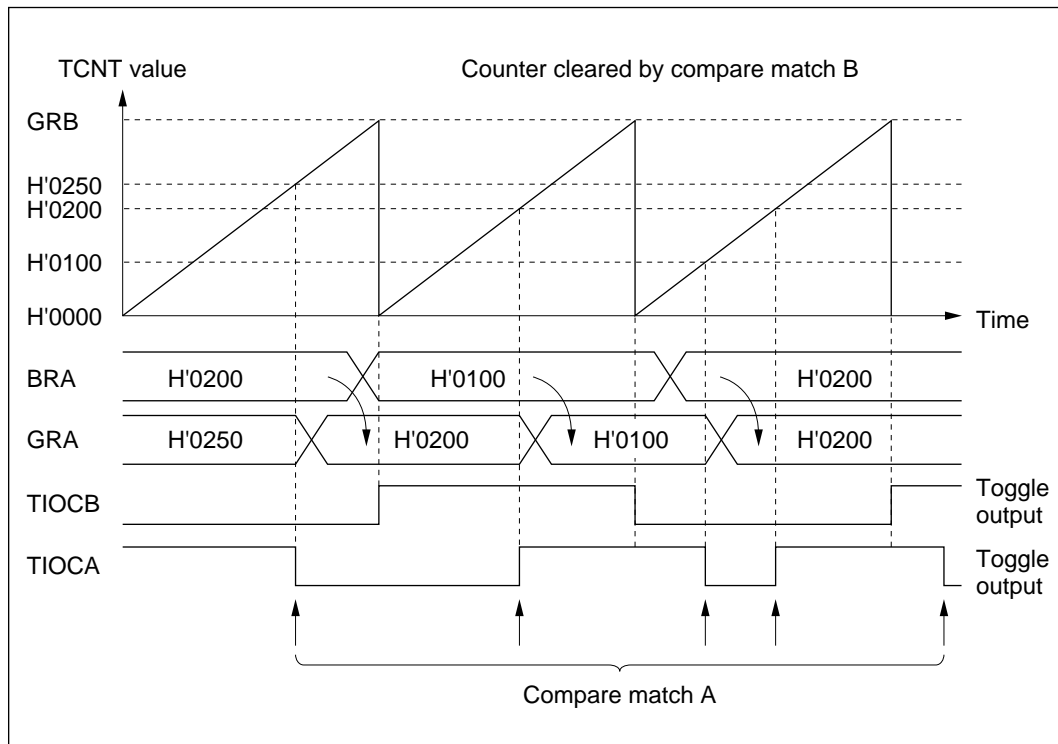 TCNT value
Counter cleared by compare match B
GRB
H'0250
H'0200
H'0100
H'0000
Time
BRA
H'0200
H'0100
H'0200
GRA
H'0250
H'0200
H'0100
H'0200
TIOCB
Toggle
output
TIOCA
Toggle
output
Compare match A